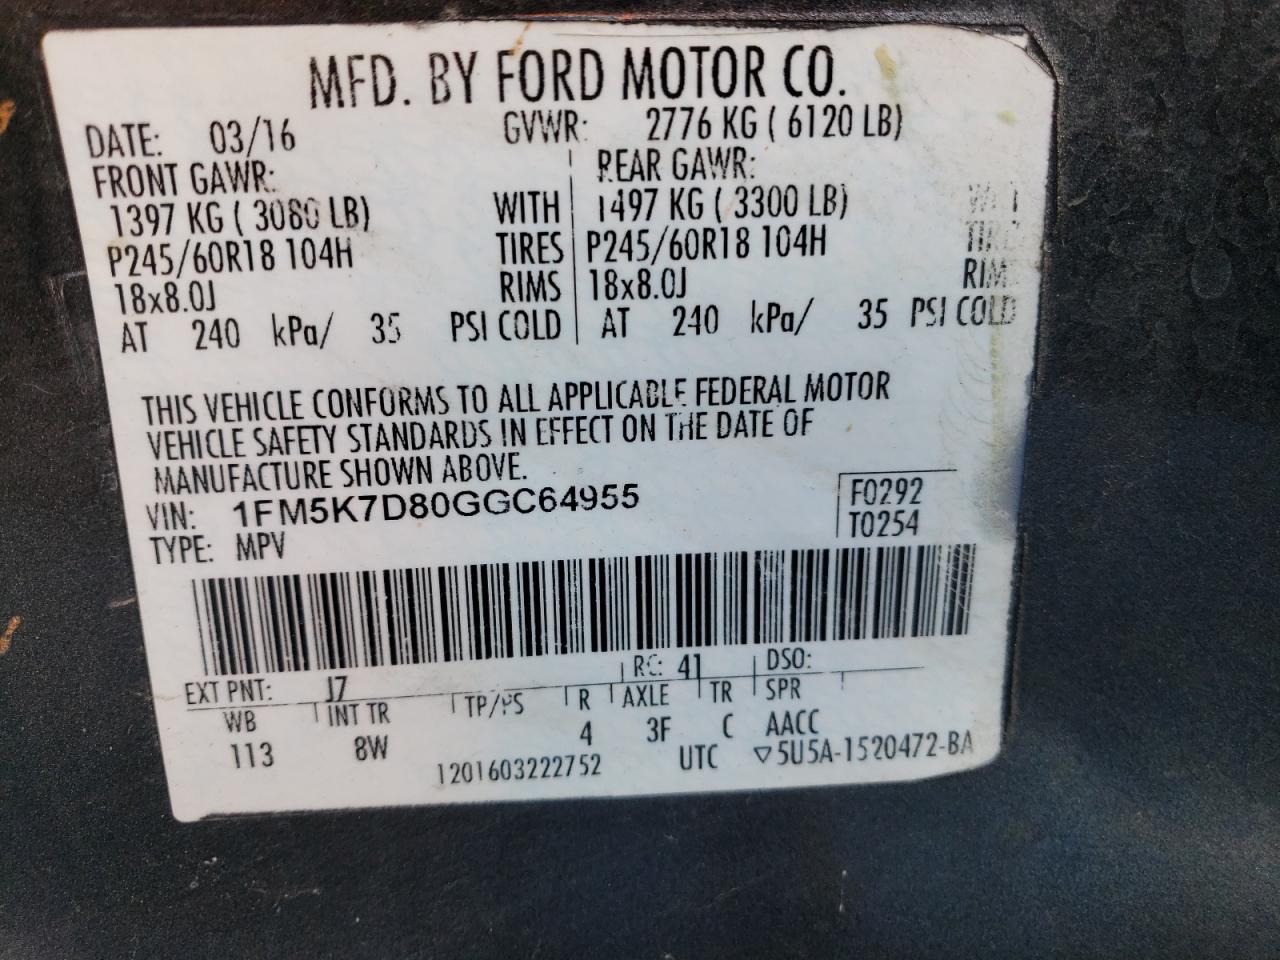 MFD. BY FORD MOTOR CO.
DATE: 03/16 GVWR: 2776 KG ( 6120 LB)
FRONT GAWR: REAR GAWR:
1397 KG ( 3080 LB) WITH 1497 KG ( 3300 LB) WIT
P245/60R18 104H TIRES P245/60R18 104H TIRE
18x8.0J RIMS 18x8.0J RIM
AT 240 kPa/ 35 PSI COLD AT 240 kPa/ 35 PSI COLD
THIS VEHICLE CONFORMS TO ALL APPLICABLE FEDERAL MOTOR
VEHICLE SAFETY STANDARDS IN EFFECT ON THE DATE OF
MANUFACTURE SHOWN ABOVE.
VIN: 1FM5K7D80GGC64955 F0292
TYPE: MPV T0254
EXT PNT: J7 RC: 41 DSO:
WB INT TR TP/PS R AXLE TR SPR
113 8W 4 3F C AACC
1201603222752 UTC ▽5U5A-1520472-BA